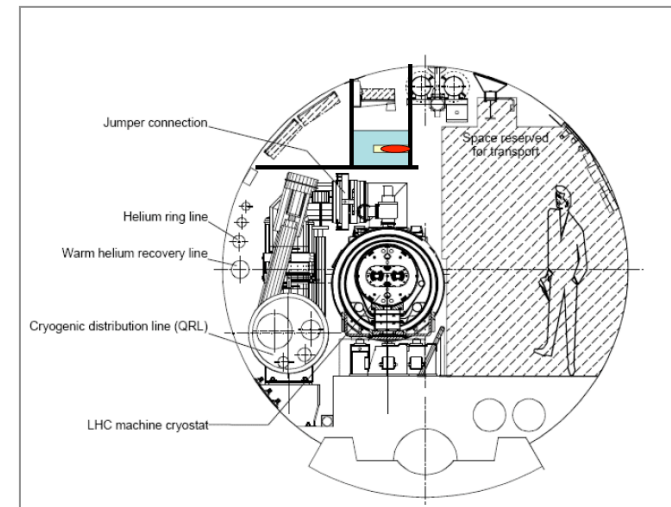 Jumper connection
Space reserved
for transport
Helium ring line
Warm helium recovery line
Cryogenic distribution line (QRL)
LHC machine cryostat